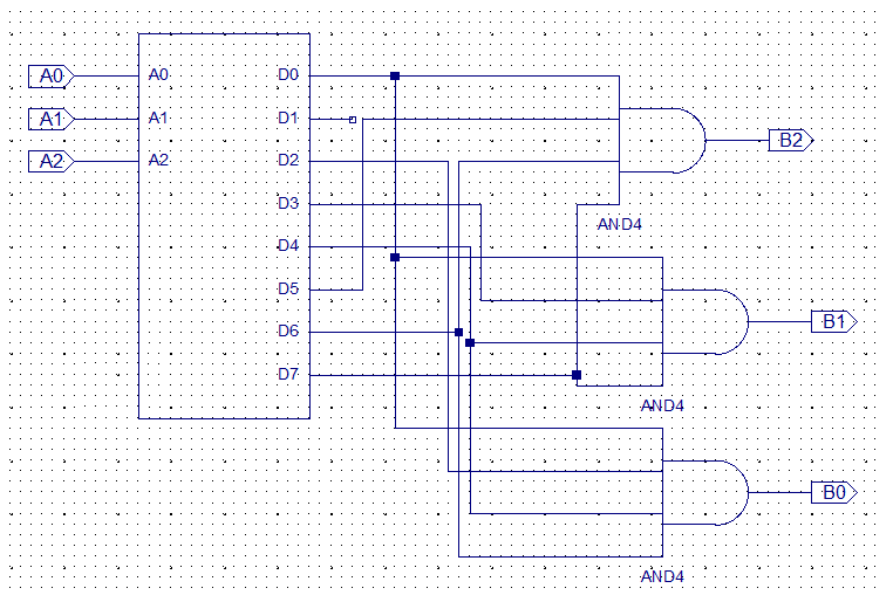 A0 A0 D0
A1 A1 D1 B2
A2 A2 D2
D3
AND4
D4
D5
B1
D6
D7
AND4
B0
AND4